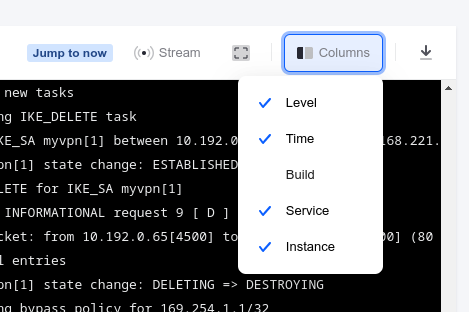 Jump to now Stream Columns
new tasks
ng IKE_DELETE task
KE_SA myvpn[1] between 10.192.0 168.221.
pn[1] state change: ESTABLISHED
LETE for IKE_SA myvpn[1]
INFORMATIONAL request 9 [ D ]
cket: from 10.192.0.65[4500] to 00] (80
l entries
pn[1] state change: DELETING => DESTROYING
ng bypass policy for 169.254.1.1/32
Level
Time
Build
Service
Instance